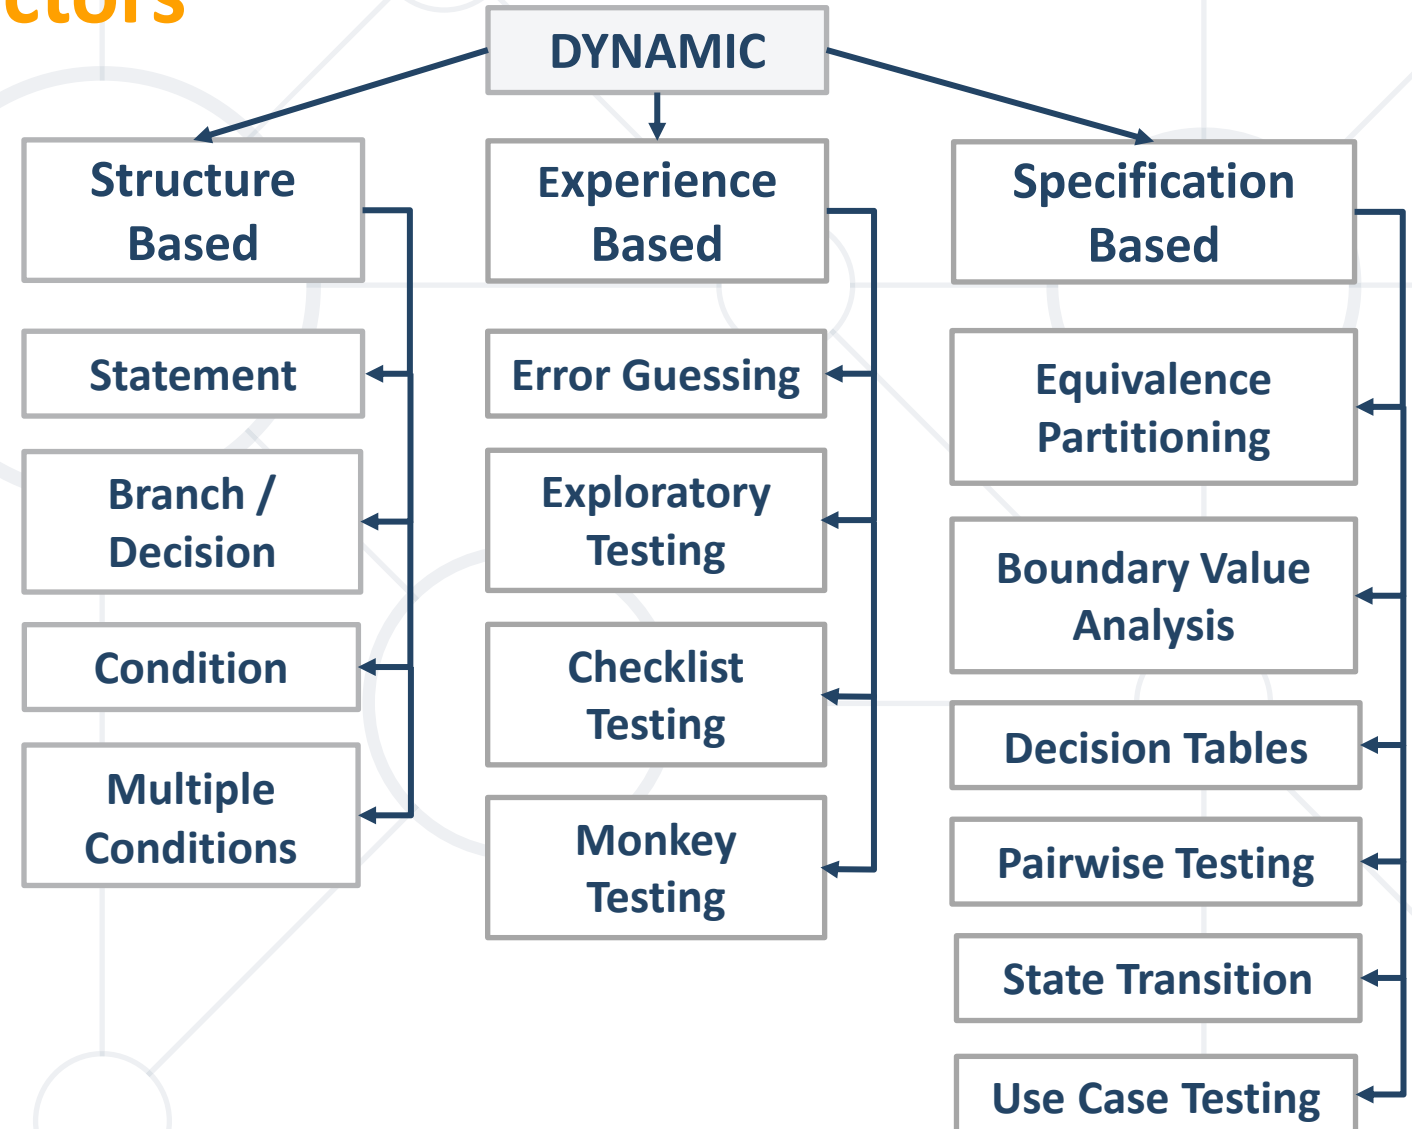 DYNAMIC
Structure
Based
Statement
Branch /
Decision
Condition
Multiple
Conditions
Experience
Based
Error Guessing
Exploratory
Testing
Checklist
Testing
Monkey
Testing
Specification
Based
Equivalence
Partitioning
Boundary Value
Analysis
Decision Tables
Pairwise Testing
State Transition
Use Case Testing